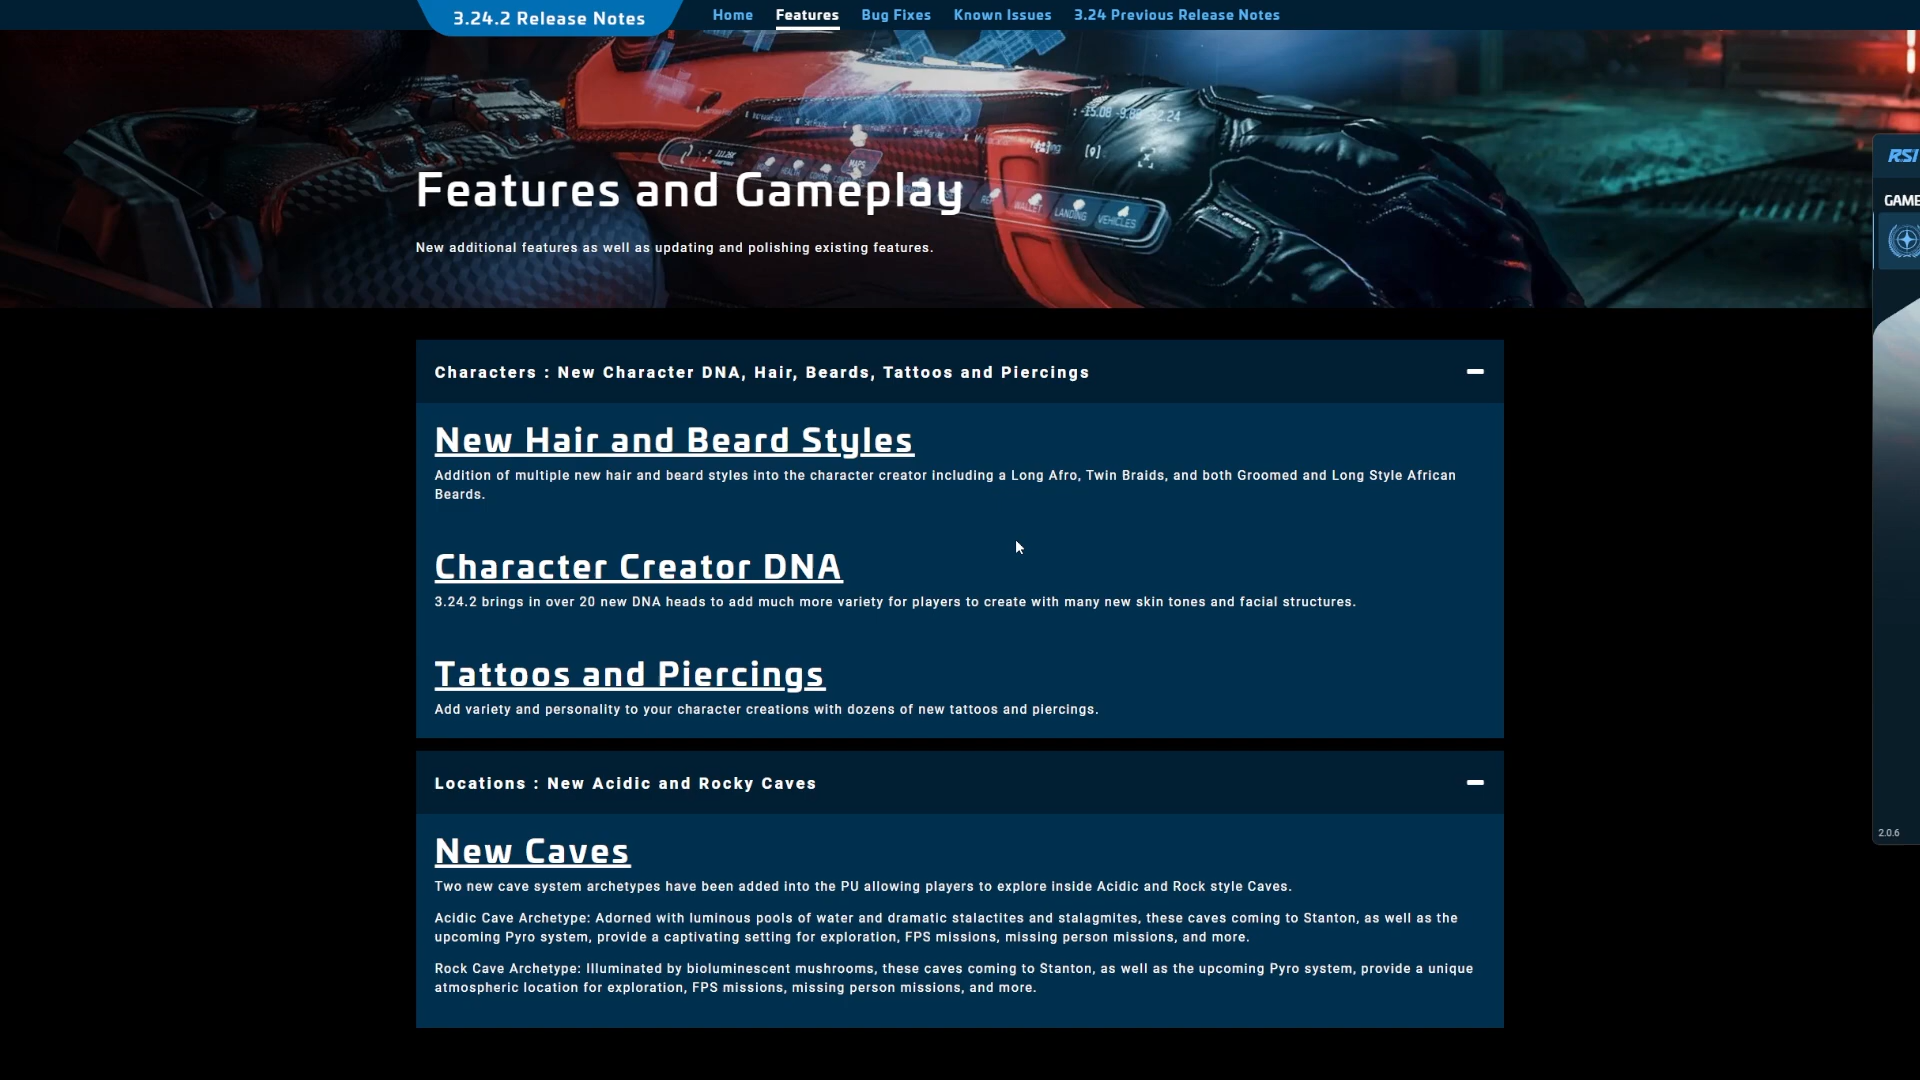 3.24.2 Release Notes
Home
Features
Bug Fixes
Known Issues
3.24 Previous Release Notes
MAPS
WALLET
LANDING
VEHICLES
Features and Gameplay
New additional features as well as updating and polishing existing features.
RSI
GAME
Characters : New Character DNA, Hair, Beards, Tattoos and Piercings
New Hair and Beard Styles
Addition of multiple new hair and beard styles into the character creator including a Long Afro, Twin Braids, and both Groomed and Long Style African
Beards.
Character Creator DNA
3.24.2 brings in over 20 new DNA heads to add much more variety for players to create with many new skin tones and facial structures.
Tattoos and Piercings
Add variety and personality to your character creations with dozens of new tattoos and piercings.
Locations : New Acidic and Rocky Caves
2.0.6
New Caves
Two new cave system archetypes have been added into the PU allowing players to explore inside Acidic and Rock style Caves.
Acidic Cave Archetype: Adorned with luminous pools of water and dramatic stalactites and stalagmites, these caves coming to Stanton, as well as the
upcoming Pyro system, provide a captivating setting for exploration, FPS missions, missing person missions, and more.
Rock Cave Archetype: Illuminated by bioluminescent mushrooms, these caves coming to Stanton, as well as the upcoming Pyro system, provide a unique
atmospheric location for exploration, FPS missions, missing person missions, and more.